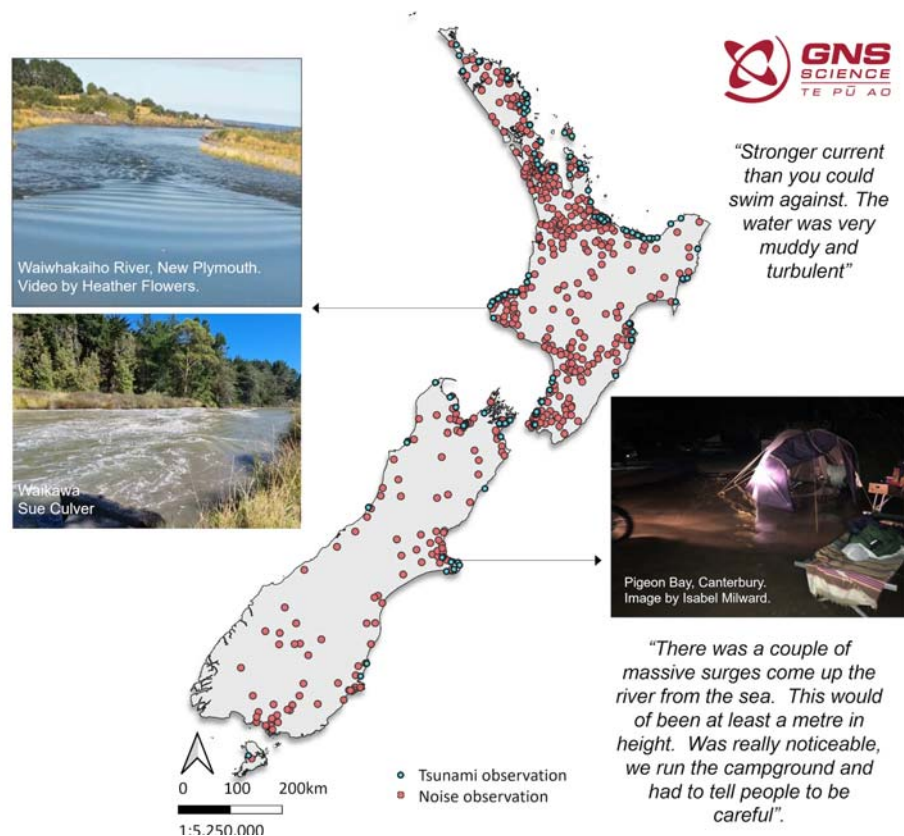 GNS
SCIENCE
TE PŪ AO
"Stronger current
than you could
swim against. The
water was very
muddy and
turbulent"
Waiwhakaiho River, New Plymouth.
Video by Heather Flowers.
Waikawa
Sue Culver
Pigeon Bay, Canterbury.
Image by Isabel Milward.
"There was a couple of
massive surges come up the
river from the sea. This would
of been at least a metre in
height. Was really noticeable,
we run the campground and
had to tell people to be
careful".
Tsunami observation
Noise observation
0 100 200km
1:5,250,000